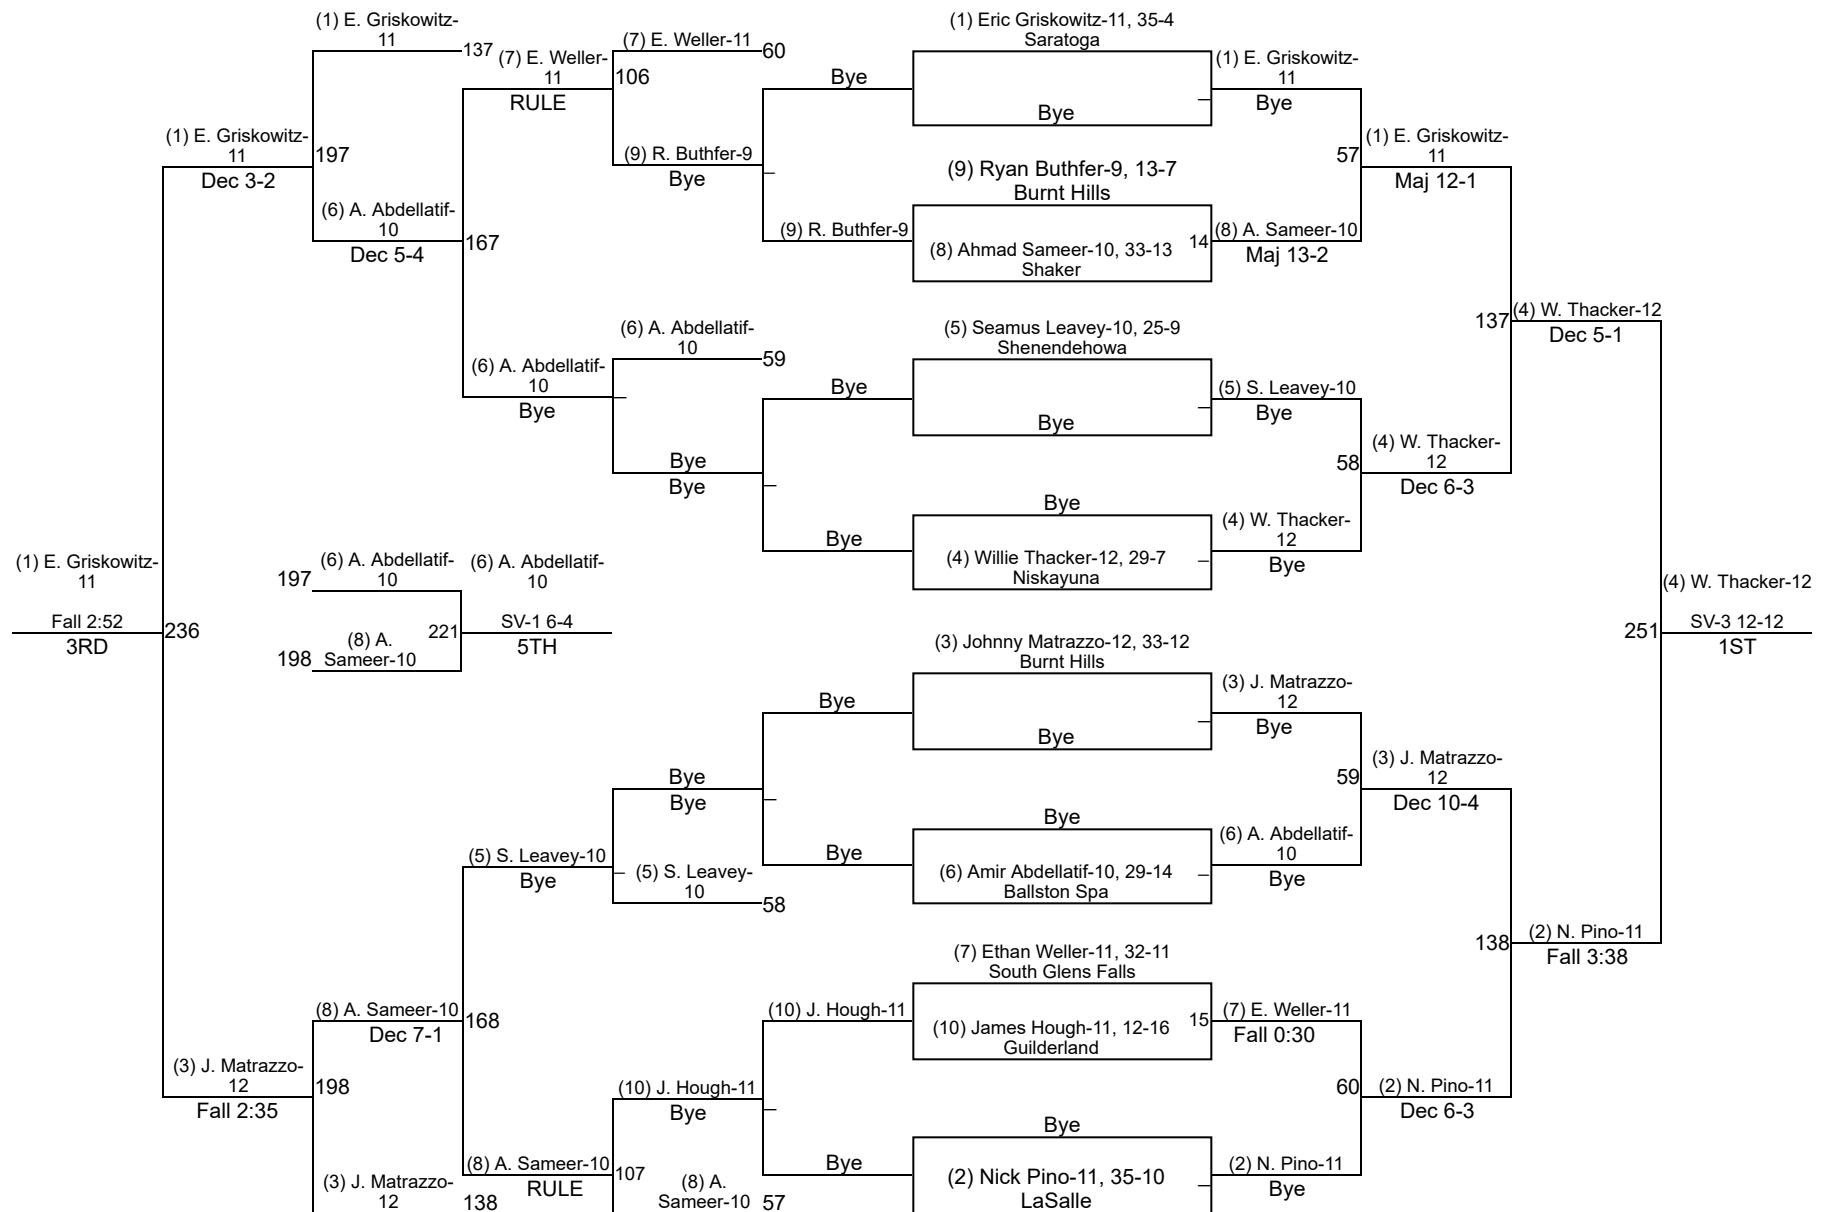 (1) E. Griskowitz-
11
137
(7) E. Weller-
11
RULE
(7) E. Weller-11
60
106
(1) Eric Griskowitz-11, 35-4
Saratoga
Bye
Bye
(1) E. Griskowitz-
11
Bye
(1) E. Griskowitz-
11
Dec 3-2
197
(9) R. Buthfer-9
Bye
(9) Ryan Buthfer-9, 13-7
Burnt Hills
57
(1) E. Griskowitz-
11
Maj 12-1
(6) A. Abdellatif-
10
Dec 5-4
167
(9) R. Buthfer-9
(8) Ahmad Sameer-10, 33-13
Shaker
14
(8) A. Sameer-10
Maj 13-2
(6) A. Abdellatif-
10
59
(5) Seamus Leavey-10, 25-9
Shenendehowa
137
(4) W. Thacker-12
Dec 5-1
(6) A. Abdellatif-
10
Bye
Bye
Bye
(5) S. Leavey-10
Bye
Bye
Bye
58
(4) W. Thacker-
12
Dec 6-3
Bye
Bye
(4) Willie Thacker-12, 29-7
Niskayuna
(4) W. Thacker-
12
Bye
(1) E. Griskowitz-
11
Fall 2:52
3RD
236
197
(6) A. Abdellatif-
10
(6) A. Abdellatif-
10
221
SV-1 6-4
5TH
198
(8) A.
Sameer-10
(4) W. Thacker-12
251
SV-3 12-12
1ST
(3) Johnny Matrazzo-12, 33-12
Burnt Hills
Bye
Bye
(3) J. Matrazzo-
12
Bye
Bye
Bye
59
(3) J. Matrazzo-
12
Dec 10-4
Bye
(5) S. Leavey-10
Bye
(5) S. Leavey-
10
58
Bye
(6) Amir Abdellatif-10, 29-14
Ballston Spa
(6) A. Abdellatif-
10
Bye
138
(2) N. Pino-11
Fall 3:38
(7) Ethan Weller-11, 32-11
South Glens Falls
(8) A. Sameer-10
Dec 7-1
168
(10) J. Hough-11
(10) James Hough-11, 12-16
Guilderland
15
(7) E. Weller-11
Fall 0:30
(3) J. Matrazzo-
12
Fall 2:35
198
(10) J. Hough-11
Bye
60
(2) N. Pino-11
Dec 6-3
Bye
(3) J. Matrazzo-
12
138
(8) A. Sameer-10
RULE
107
(8) A.
Sameer-10
57
Bye
(2) Nick Pino-11, 35-10
LaSalle
(2) N. Pino-11
Bye